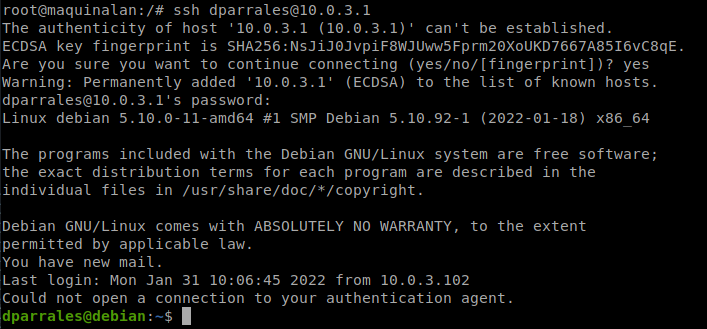 root@maquinalan:/# ssh dparrales@10.0.3.1
The authenticity of host '10.0.3.1 (10.0.3.1)' can't be established.
ECDSA key fingerprint is SHA256:NsJiJ0JvpiF8WJUww5Fprm20XoUKD7667A85I6vC8qE.
Are you sure you want to continue connecting (yes/no/[fingerprint])? yes
Warning: Permanently added '10.0.3.1' (ECDSA) to the list of known hosts.
dparrales@10.0.3.1's password:
Linux debian 5.10.0-11-amd64 #1 SMP Debian 5.10.92-1 (2022-01-18) x86_64

The programs included with the Debian GNU/Linux system are free software;
the exact distribution terms for each program are described in the
individual files in /usr/share/doc/*/copyright.

Debian GNU/Linux comes with ABSOLUTELY NO WARRANTY, to the extent
permitted by applicable law.
You have new mail.
Last login: Mon Jan 31 10:06:45 2022 from 10.0.3.102
Could not open a connection to your authentication agent.
dparrales@debian:~$